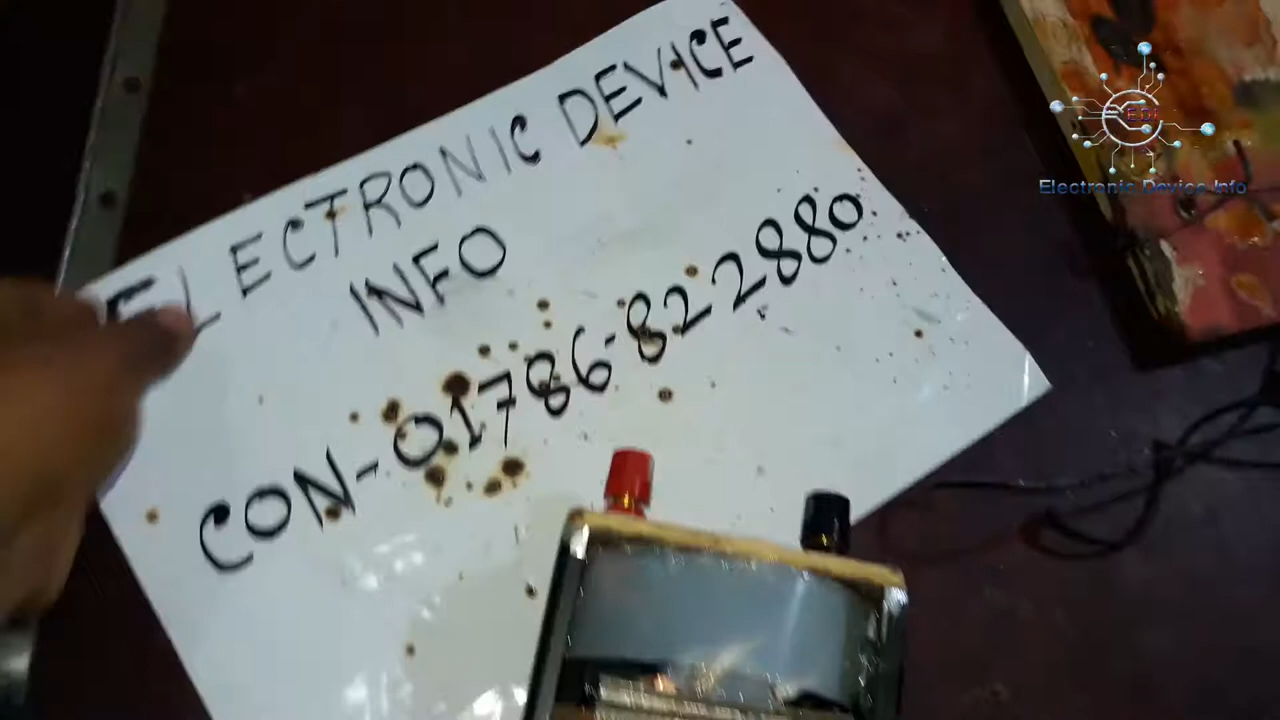 ELECTRONIC DEVICE
INFO
CON-01786-822880
EDI
Electronic Device Info